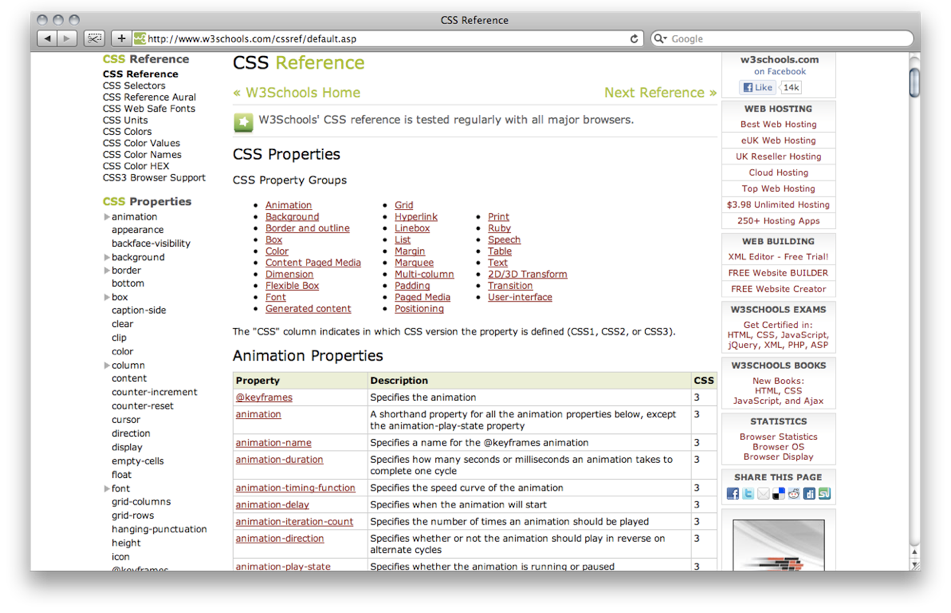 CSS Reference
http://www.w3schools.com/cssref/default.asp
Google
CSS Reference
CSS Reference
CSS Selectors
CSS Reference Aural
CSS Web Safe Fonts
CSS Units
CSS Colors
CSS Color Values
CSS Color Names
CSS Color HEX
CSS3 Browser Support
CSS Properties
animation
appearance
backface-visibility
background
border
bottom
box
caption-side
clear
clip
color
column
content
counter-increment
counter-reset
cursor
direction
display
empty-cells
float
font
grid-columns
grid-rows
hanging-punctuation
height
icon
@keyframes
CSS Reference
« W3Schools Home
Next Reference »
W3Schools' CSS reference is tested regularly with all major browsers.
CSS Properties
CSS Property Groups
Animation
Background
Border and outline
Box
Color
Content Paged Media
Dimension
Flexible Box
Font
Generated content
Grid
Hyperlink
Linebox
List
Margin
Marquee
Multi-column
Padding
Paged Media
Positioning
Print
Ruby
Speech
Table
Text
2D/3D Transform
Transition
User-interface
The "CSS" column indicates in which CSS version the property is defined (CSS1, CSS2, or CSS3).
Animation Properties
Property Description CSS
@keyframes Specifies the animation 3
animation A shorthand property for all the animation properties below, except 3
the animation-play-state property
animation-name Specifies a name for the @keyframes animation 3
animation-duration Specifies how many seconds or milliseconds an animation takes to 3
complete one cycle
animation-timing-function Specifies the speed curve of the animation 3
animation-delay Specifies when the animation will start 3
animation-iteration-count Specifies the number of times an animation should be played 3
animation-direction Specifies whether or not the animation should play in reverse on 3
alternate cycles
animation-play-state Specifies whether the animation is running or paused 3
w3schools.com
on Facebook
Like 14k
WEB HOSTING
Best Web Hosting
eUK Web Hosting
UK Reseller Hosting
Cloud Hosting
Top Web Hosting
$3.98 Unlimited Hosting
250+ Hosting Apps
WEB BUILDING
XML Editor - Free Trial!
FREE Website BUILDER
FREE Website Creator
W3SCHOOLS EXAMS
Get Certified in:
HTML, CSS, JavaScript,
jQuery, XML, PHP, ASP
W3SCHOOLS BOOKS
New Books:
HTML, CSS
JavaScript, and Ajax
STATISTICS
Browser Statistics
Browser OS
Browser Display
SHARE THIS PAGE